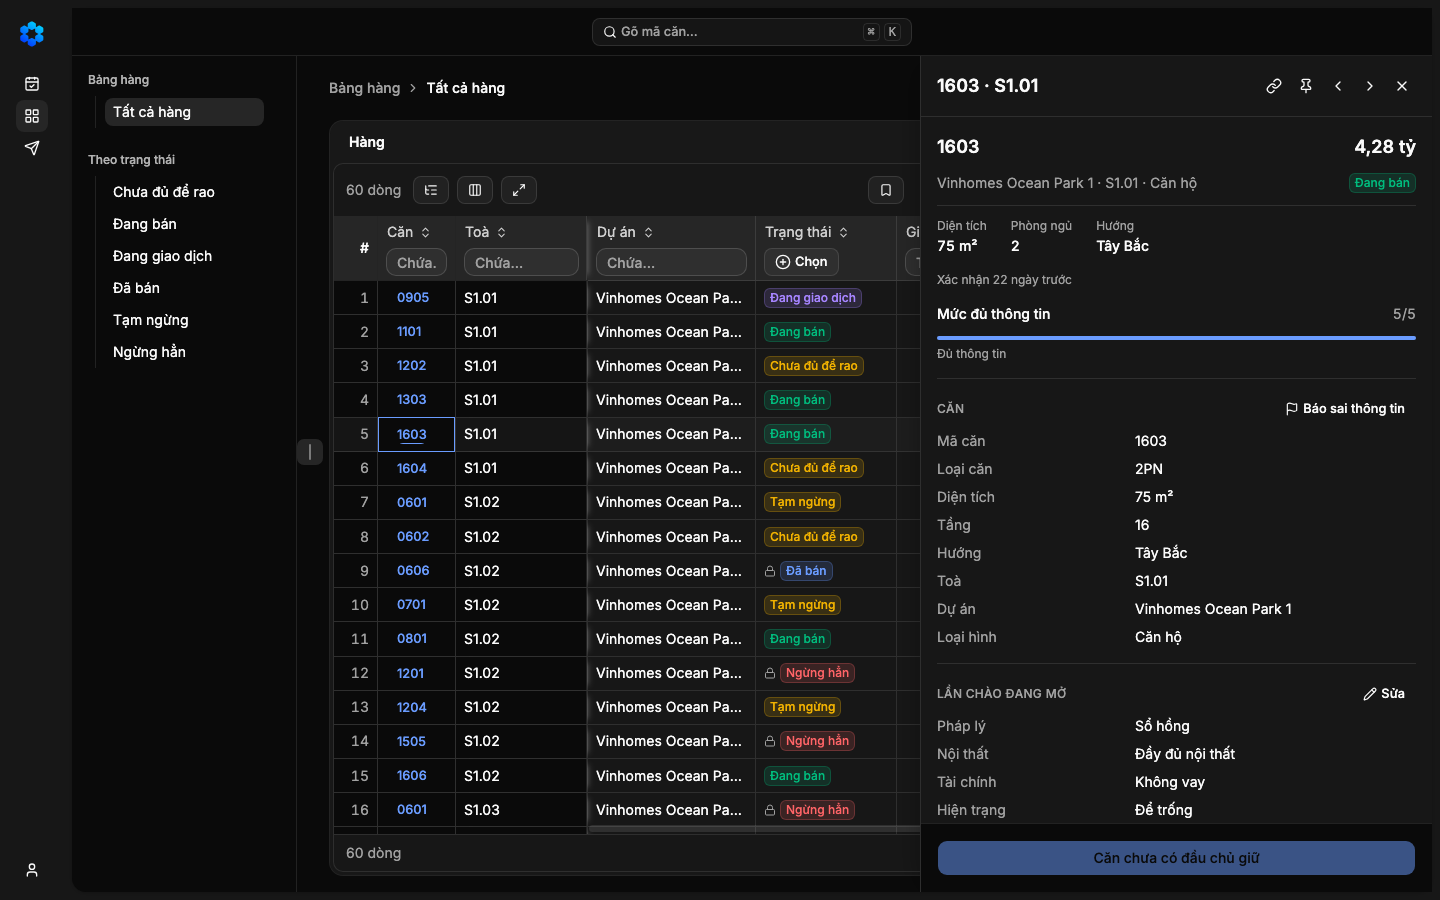 Gõ mã căn... ⌘ K
Bảng hàng
Tất cả hàng
Theo trạng thái
Chưa đủ để rao
Đang bán
Đang giao dịch
Đã bán
Tạm ngừng
Ngừng hẳn
Bảng hàng > Tất cả hàng
Hàng
60 dòng
# Căn Toà Dự án Trạng thái Gi
Chứa. Chứa... Chứa... Chọn T
1 0905 S1.01 Vinhomes Ocean Pa... Đang giao dịch
2 1101 S1.01 Vinhomes Ocean Pa... Đang bán
3 1202 S1.01 Vinhomes Ocean Pa... Chưa đủ để rao
4 1303 S1.01 Vinhomes Ocean Pa... Đang bán
5 1603 S1.01 Vinhomes Ocean Pa... Đang bán
6 1604 S1.01 Vinhomes Ocean Pa... Chưa đủ để rao
7 0601 S1.02 Vinhomes Ocean Pa... Tạm ngừng
8 0602 S1.02 Vinhomes Ocean Pa... Chưa đủ để rao
9 0606 S1.02 Vinhomes Ocean Pa... Đã bán
10 0701 S1.02 Vinhomes Ocean Pa... Tạm ngừng
11 0801 S1.02 Vinhomes Ocean Pa... Đang bán
12 1201 S1.02 Vinhomes Ocean Pa... Ngừng hẳn
13 1204 S1.02 Vinhomes Ocean Pa... Tạm ngừng
14 1505 S1.02 Vinhomes Ocean Pa... Ngừng hẳn
15 1606 S1.02 Vinhomes Ocean Pa... Đang bán
16 0601 S1.03 Vinhomes Ocean Pa... Ngừng hẳn
60 dòng
1603 · S1.01
1603 4,28 tỷ
Vinhomes Ocean Park 1 · S1.01 · Căn hộ Đang bán
Diện tích Phòng ngủ Hướng
75 m² 2 Tây Bắc
Xác nhận 22 ngày trước
Mức đủ thông tin 5/5
Đủ thông tin
CĂN Báo sai thông tin
Mã căn 1603
Loại căn 2PN
Diện tích 75 m²
Tầng 16
Hướng Tây Bắc
Toà S1.01
Dự án Vinhomes Ocean Park 1
Loại hình Căn hộ
LẦN CHÀO ĐANG MỞ Sửa
Pháp lý Sổ hồng
Nội thất Đầy đủ nội thất
Tài chính Không vay
Hiện trạng Để trống
Căn chưa có đầu chủ giữ